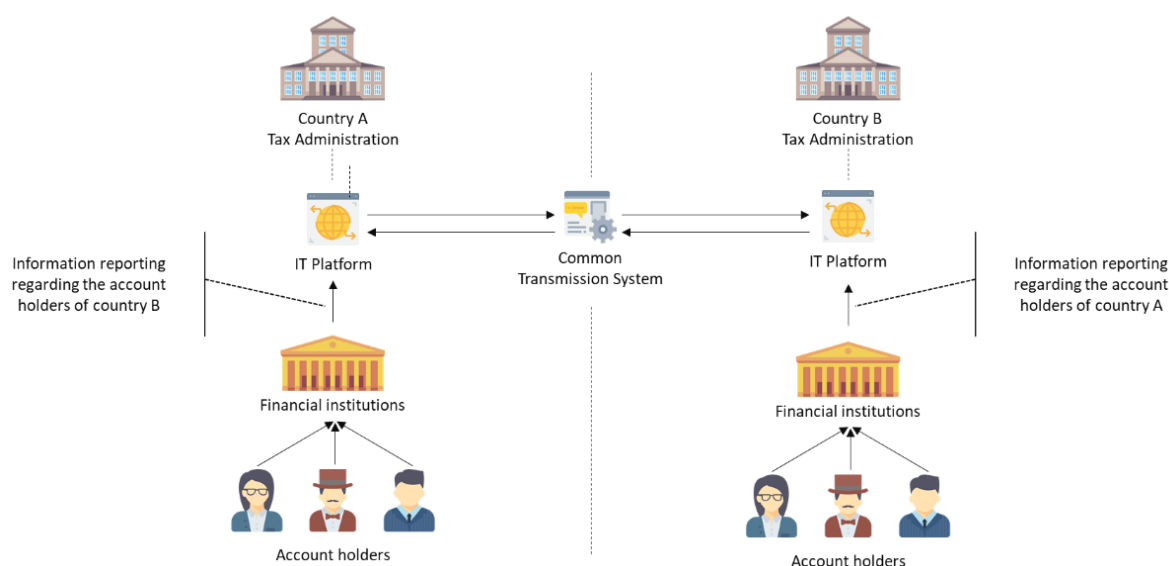 Country A
Tax Administration
Country B
Tax Administration
IT Platform
Common
Transmission System
IT Platform
Information reporting
regarding the account
holders of country B
Information reporting
regarding the account
holders of country A
Financial institutions
Financial institutions
Account holders
Account holders